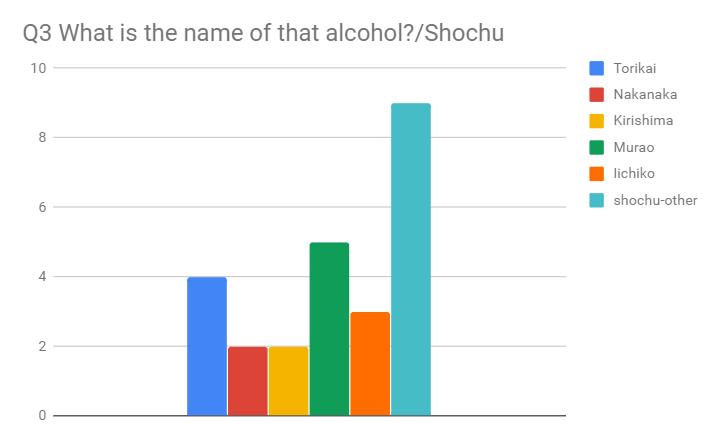 Q3 What is the name of that alcohol?/Shochu
10
8
6
4
2
0
Torikai
Nakanaka
Kirishima
Murao
Iichiko
shochu-other